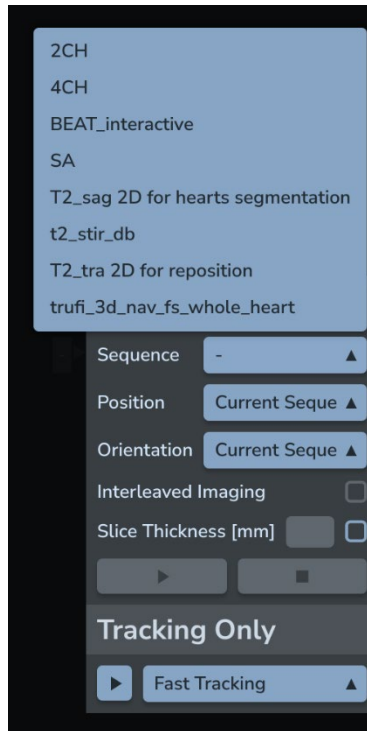 2CH
4CH
BEAT_interactive
SA
T2_sag 2D for hearts segmentation
t2_stir_db
T2_tra 2D for reposition
trufi_3d_nav_fs_whole_heart
Sequence -
Position Current Seque
Orientation Current Seque
Interleaved Imaging
Slice Thickness [mm]
Tracking Only
Fast Tracking